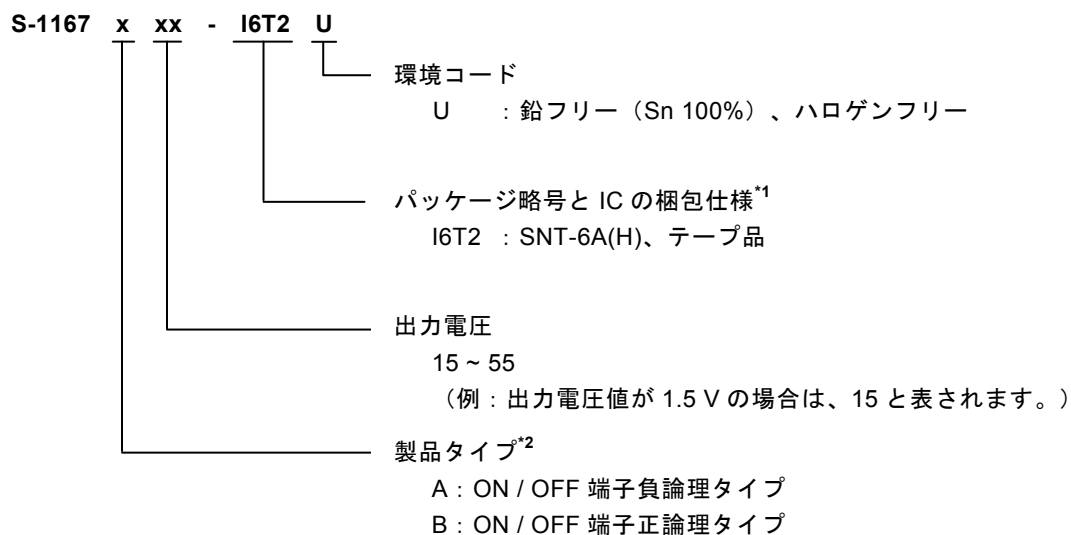 S-1167 x xx - I6T2 U
環境コード
U : 鉛フリー（Sn 100%）、ハロゲンフリー
パッケージ略号と IC の梱包仕様*1
I6T2 : SNT-6A(H)、テープ品
出力電圧
15 ~ 55
（例：出力電圧値が 1.5 V の場合は、15 と表されます。）
製品タイプ*2
A：ON / OFF 端子負論理タイプ
B：ON / OFF 端子正論理タイプ